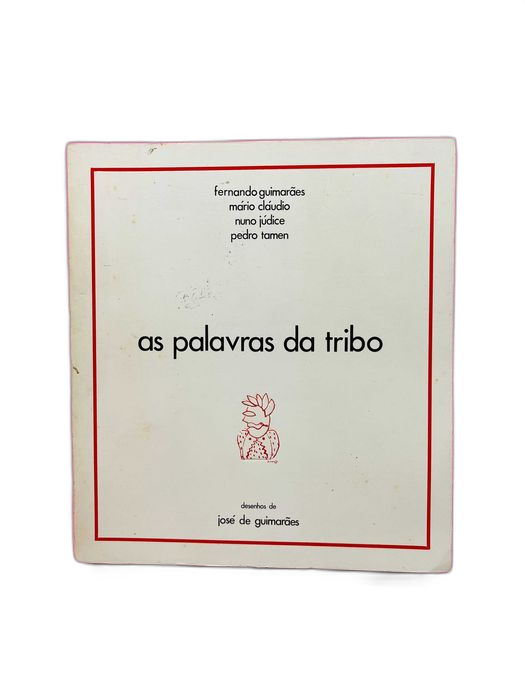 fernando guimarães
mário cláudio
nuno júdice
pedro tamen
as palavras da tribo
desenhos de
josé de guimarães